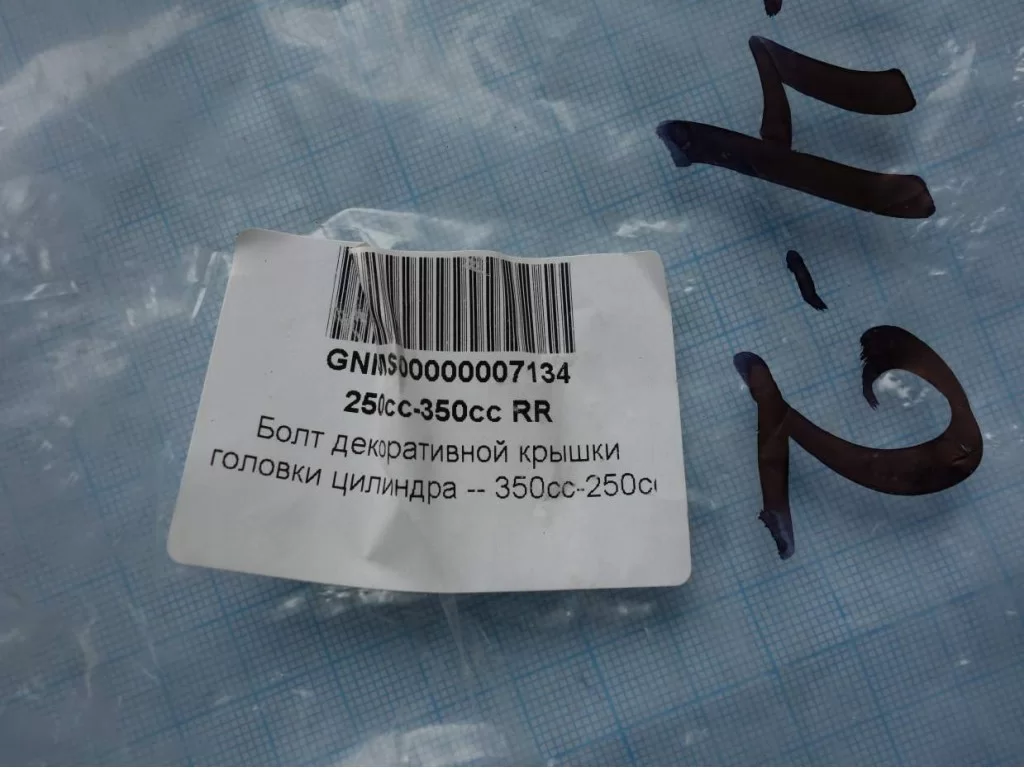 GNMS00000007134
250cc-350cc RR
Болт декоративной крышки
головки цилиндра -- 350cc-250c